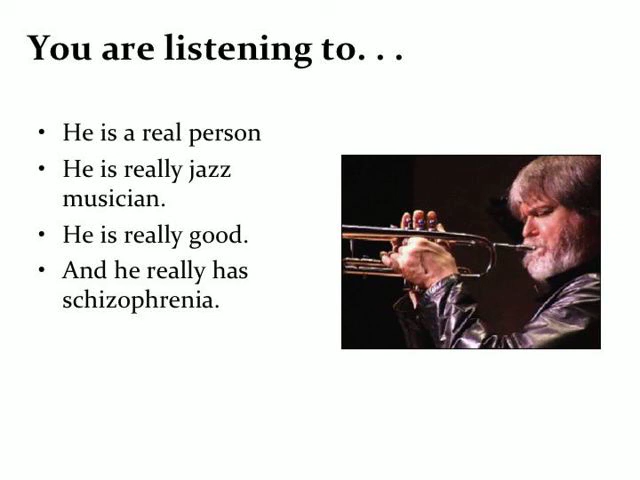 You are listening to. . .
• He is a real person
• He is really jazz
musician.
• He is really good.
• And he really has
schizophrenia.